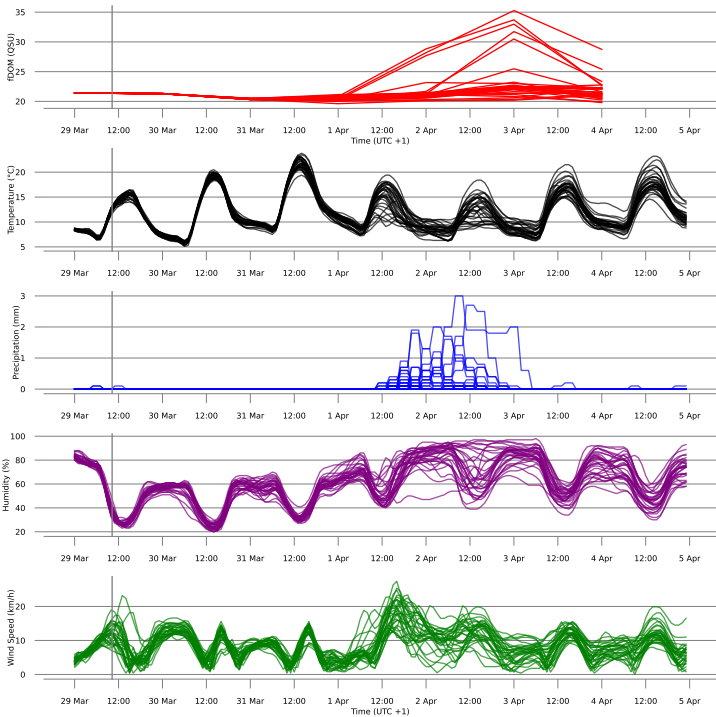 fDOM (QSU)
35
30
25
20
29 Mar 12:00 30 Mar 12:00 31 Mar 12:00 1 Apr 12:00 2 Apr 12:00 3 Apr 12:00 4 Apr 12:00 5 Apr
Time (UTC +1)
Temperature (°C)
20
15
10
5
29 Mar 12:00 30 Mar 12:00 31 Mar 12:00 1 Apr 12:00 2 Apr 12:00 3 Apr 12:00 4 Apr 12:00 5 Apr
Precipitation (mm)
3
2
1
0
29 Mar 12:00 30 Mar 12:00 31 Mar 12:00 1 Apr 12:00 2 Apr 12:00 3 Apr 12:00 4 Apr 12:00 5 Apr
Humidity (%)
100
80
60
40
20
29 Mar 12:00 30 Mar 12:00 31 Mar 12:00 1 Apr 12:00 2 Apr 12:00 3 Apr 12:00 4 Apr 12:00 5 Apr
Wind Speed (km/h)
20
10
0
29 Mar 12:00 30 Mar 12:00 31 Mar 12:00 1 Apr 12:00 2 Apr 12:00 3 Apr 12:00 4 Apr 12:00 5 Apr
Time (UTC +1)